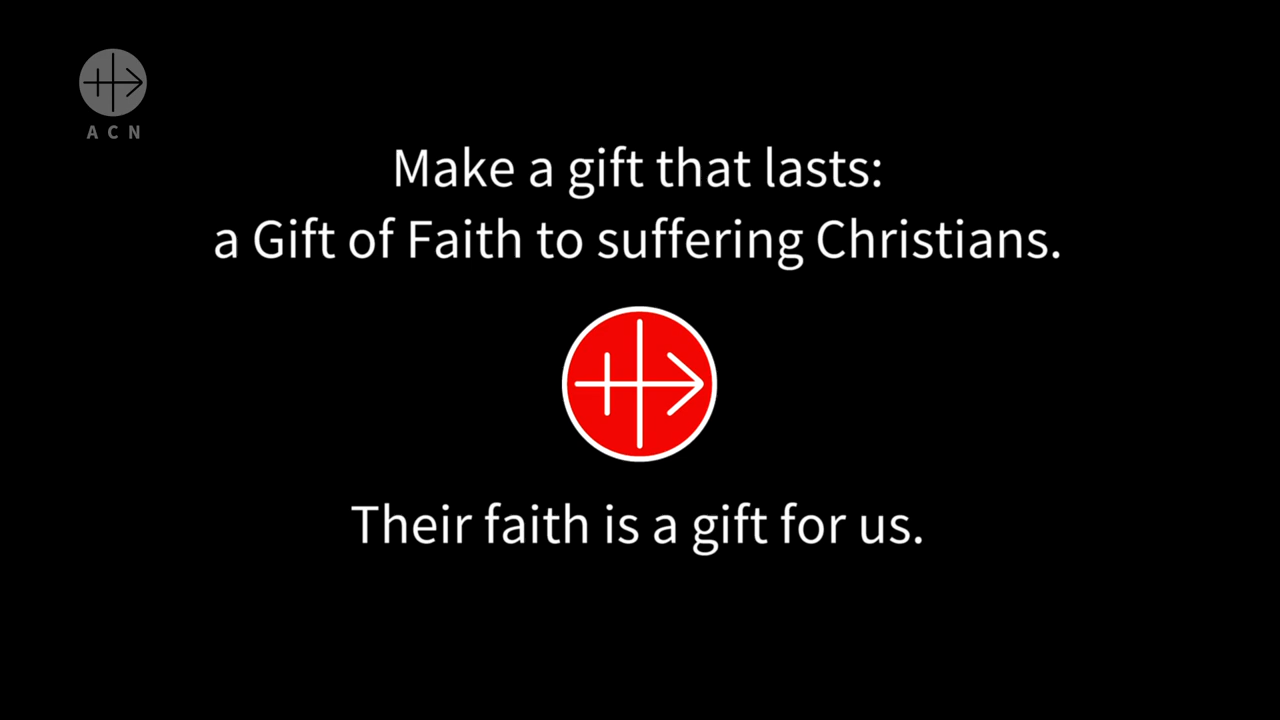 ACN
Make a gift that lasts:
a Gift of Faith to suffering Christians.
Their faith is a gift for us.